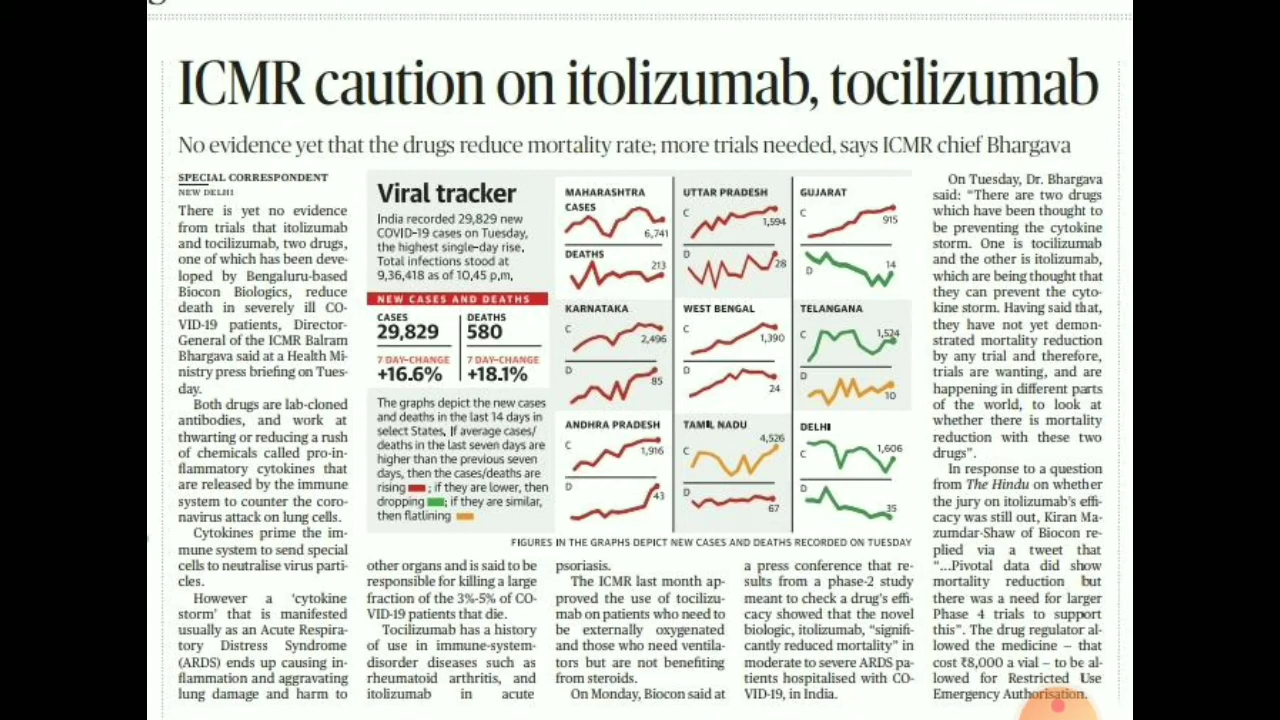 ICMR caution on itolizumab, tocilizumab
No evidence yet that the drugs reduce mortality rate; more trials needed, says ICMR chief Bhargava
SPECIAL CORRESPONDENT
NEW DELHI
There is yet no evidence
from trials that itolizumab
and tocilizumab, two drugs,
one of which has been deve-
loped by Bengaluru-based
Biocon Biologics, reduce
death in severely ill CO-
VID-19 patients, Director-
General of the ICMR Balram
Bhargava said at a Health Mi-
nistry press briefing on Tues-
day.
Both drugs are lab-cloned
antibodies, and work at
thwarting or reducing a rush
of chemicals called pro-in-
flammatory cytokines that
are released by the immune
system to counter the coro-
navirus attack on lung cells.
Cytokines prime the im-
mune system to send special
cells to neutralise virus parti-
cles.
However a ‘cytokine
storm’ that is manifested
usually as an Acute Respira-
tory Distress Syndrome
(ARDS) ends up causing in-
flammation and aggravating
lung damage and harm to
Viral tracker
India recorded 29,829 new
COVID-19 cases on Tuesday,
the highest single-day rise.
Total infections stood at
9,36,418 as of 10,45 p,m,
NEW CASES AND DEATHS
CASES
29,829
7 DAY-CHANGE
+16.6%
DEATHS
580
7 DAY-CHANGE
+18.1%
The graphs depict the new cases
and deaths in the last 14 days in
select States, If average cases/
deaths in the last seven days are
higher than the previous seven
days, then the cases/deaths are
rising ; if they are lower, then
dropping ; if they are similar,
then flatlining
MAHARASHTRA
CASES
6,741
DEATHS
213
UTTAR PRADESH
C
1,594
D
28
GUJARAT
C
915
D
14
KARNATAKA
C
2,496
D
85
WEST BENGAL
C
1,390
D
24
TELANGANA
C
1,524
D
10
ANDHRA PRADESH
C
1,916
D
43
TAMIL NADU
C
4,526
D
67
DELHI
C
1,606
D
35
FIGURES IN THE GRAPHS DEPICT NEW CASES AND DEATHS RECORDED ON TUESDAY
other organs and is said to be
responsible for killing a large
fraction of the 3%-5% of CO-
VID-19 patients that die.
Tocilizumab has a history
of use in immune-system-
disorder diseases such as
rheumatoid arthritis, and
itolizumab in acute
psoriasis.
The ICMR last month ap-
proved the use of tocilizu-
mab on patients who need to
be externally oxygenated
and those who need ventila-
tors but are not benefiting
from steroids.
On Monday, Biocon said at
a press conference that re-
sults from a phase-2 study
meant to check a drug's effi-
cacy showed that the novel
biologic, itolizumab, “signifi-
cantly reduced mortality” in
moderate to severe ARDS pa-
tients hospitalised with CO-
VID-19, in India.
On Tuesday, Dr. Bhargava
said: “There are two drugs
which have been thought to
be preventing the cytokine
storm. One is tocilizumab
and the other is itolizumab,
which are being thought that
they can prevent the cyto-
kine storm. Having said that,
they have not yet demon-
strated mortality reduction
by any trial and therefore,
trials are wanting, and are
happening in different parts
of the world, to look at
whether there is mortality
reduction with these two
drugs”.
In response to a question
from The Hindu on whether
the jury on itolizumab's effi-
cacy was still out, Kiran Ma-
zumdar-Shaw of Biocon re-
plied via a tweet that
“...Pivotal data did show
mortality reduction but
there was a need for larger
Phase 4 trials to support
this”. The drug regulator al-
lowed the medicine – that
cost ₹8,000 a vial – to be al-
lowed for Restricted Use
Emergency Authorisation.